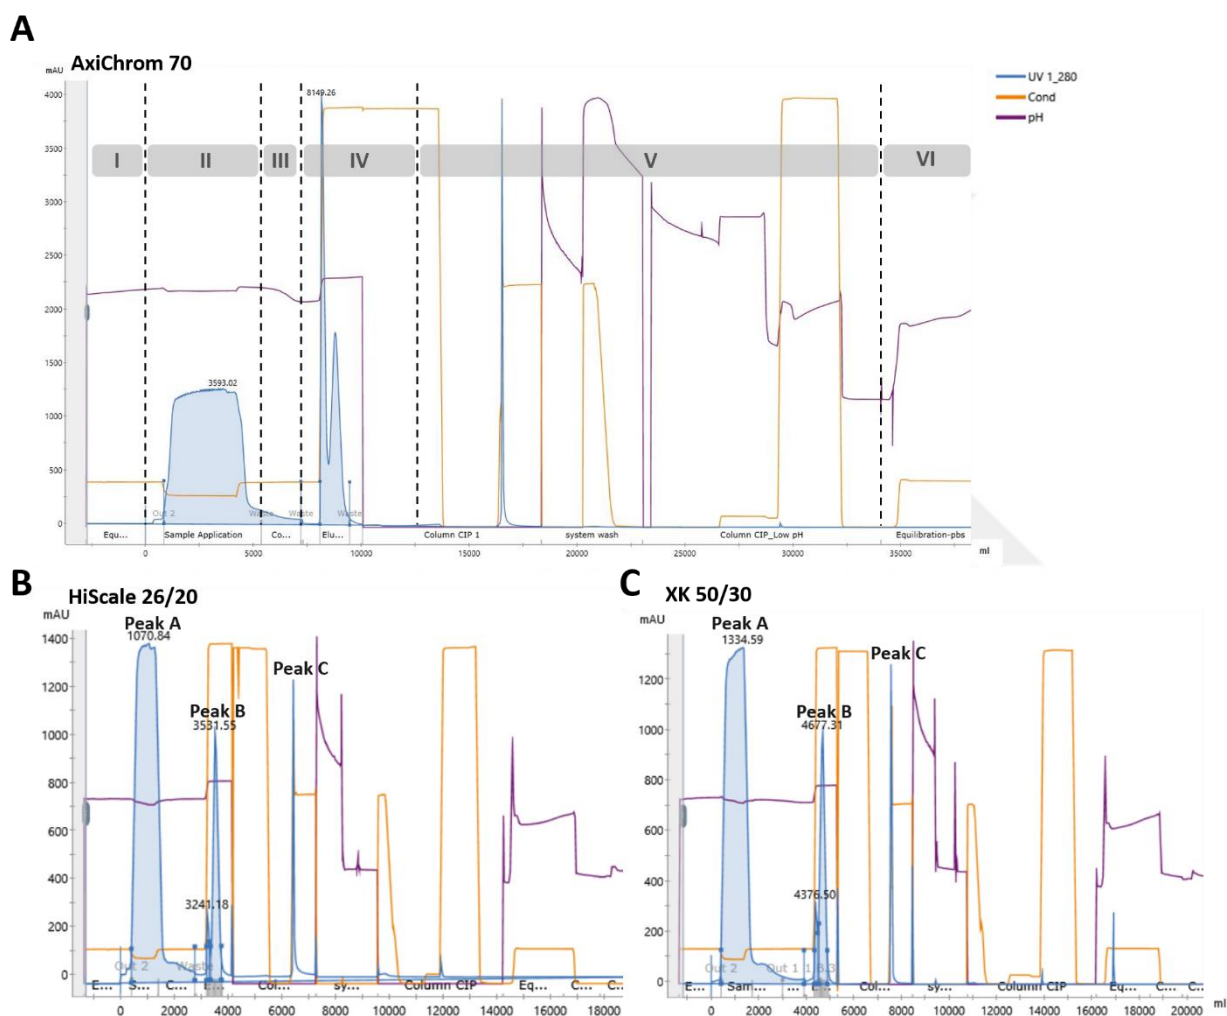 A
AxiChrom 70
mAU
UV 1_280
Cond
pH
4000
3500
3000
2500
2000
1500
1000
500
0
8149.26
I
II
III
IV
V
VI
3593.02
Out 2
Waste
Waste
Waste
Equ...
Sample Application
Co...
Elu...
Column CIP 1
system wash
Column CIP_Low pH
Equilibration-pbs
0
5000
10000
15000
20000
25000
30000
35000
ml
B
HiScale 26/20
mAU
Peak A
1070.84
Peak B
3531.55
Peak C
3241.18
1400
1200
1000
800
600
400
200
0
Out 2
Waste
E...
S...
C...
Col...
sy...
Column CIP
Eq...
C...
C...
0
2000
4000
6000
8000
10000
12000
14000
16000
18000
C
XK 50/30
mAU
Peak A
1334.59
Peak B
4677.31
Peak C
4376.50
1200
1000
800
600
400
200
0
Out 2
Out 1
E...
Sam...
...
Col...
sy...
Column CIP
Eq...
C...
C...
0
2000
4000
6000
8000
10000
12000
14000
16000
18000
20000
ml